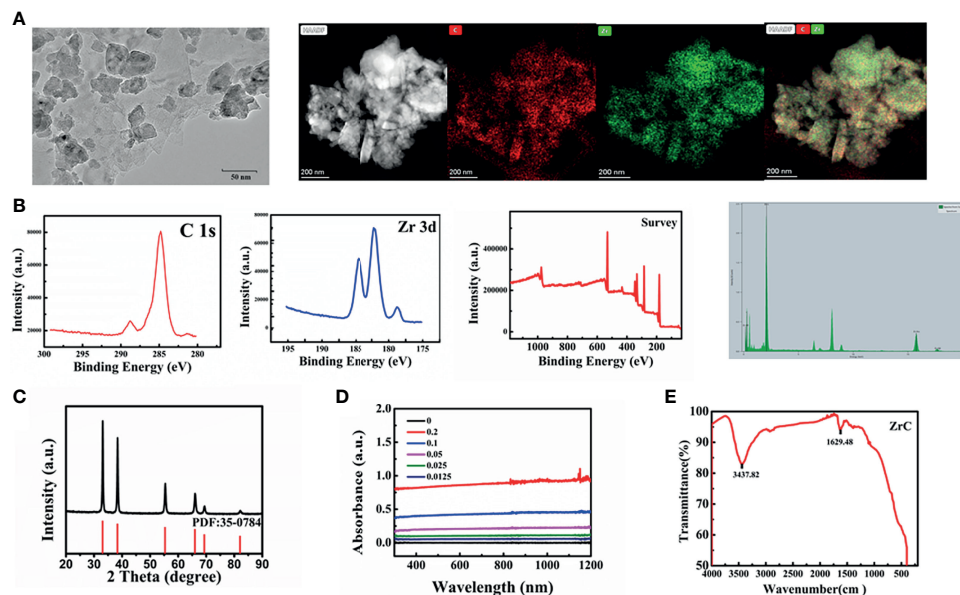 A
50 nm
HAADF
C
Zr
HAADF C Zr
200 nm
200 nm
200 nm
200 nm
B
C 1s
Intensity (a.u.)
80000
60000
40000
20000
300 295 290 285 280
Binding Energy (eV)
Zr 3d
Intensity (a.u.)
80000
60000
40000
20000
0
195 190 185 180 175
Binding Energy (eV)
Survey
Intensity (a.u.)
400000
200000
0
1000 800 600 400 200
Binding Energy (eV)
C
Intensity (a.u.)
PDF:35-0784
20 30 40 50 60 70 80 90
2 Theta (degree)
D
Absorbance (a.u.)
2.0
1.5
1.0
0.5
0.0
0
0.2
0.1
0.05
0.025
0.0125
400 600 800 1000 1200
Wavelength (nm)
E
Transmittance(%)
100
90
80
70
60
50
ZrC
1629.48
3437.82
4000 3500 3000 2500 2000 1500 1000 500
Wavenumber(cm )